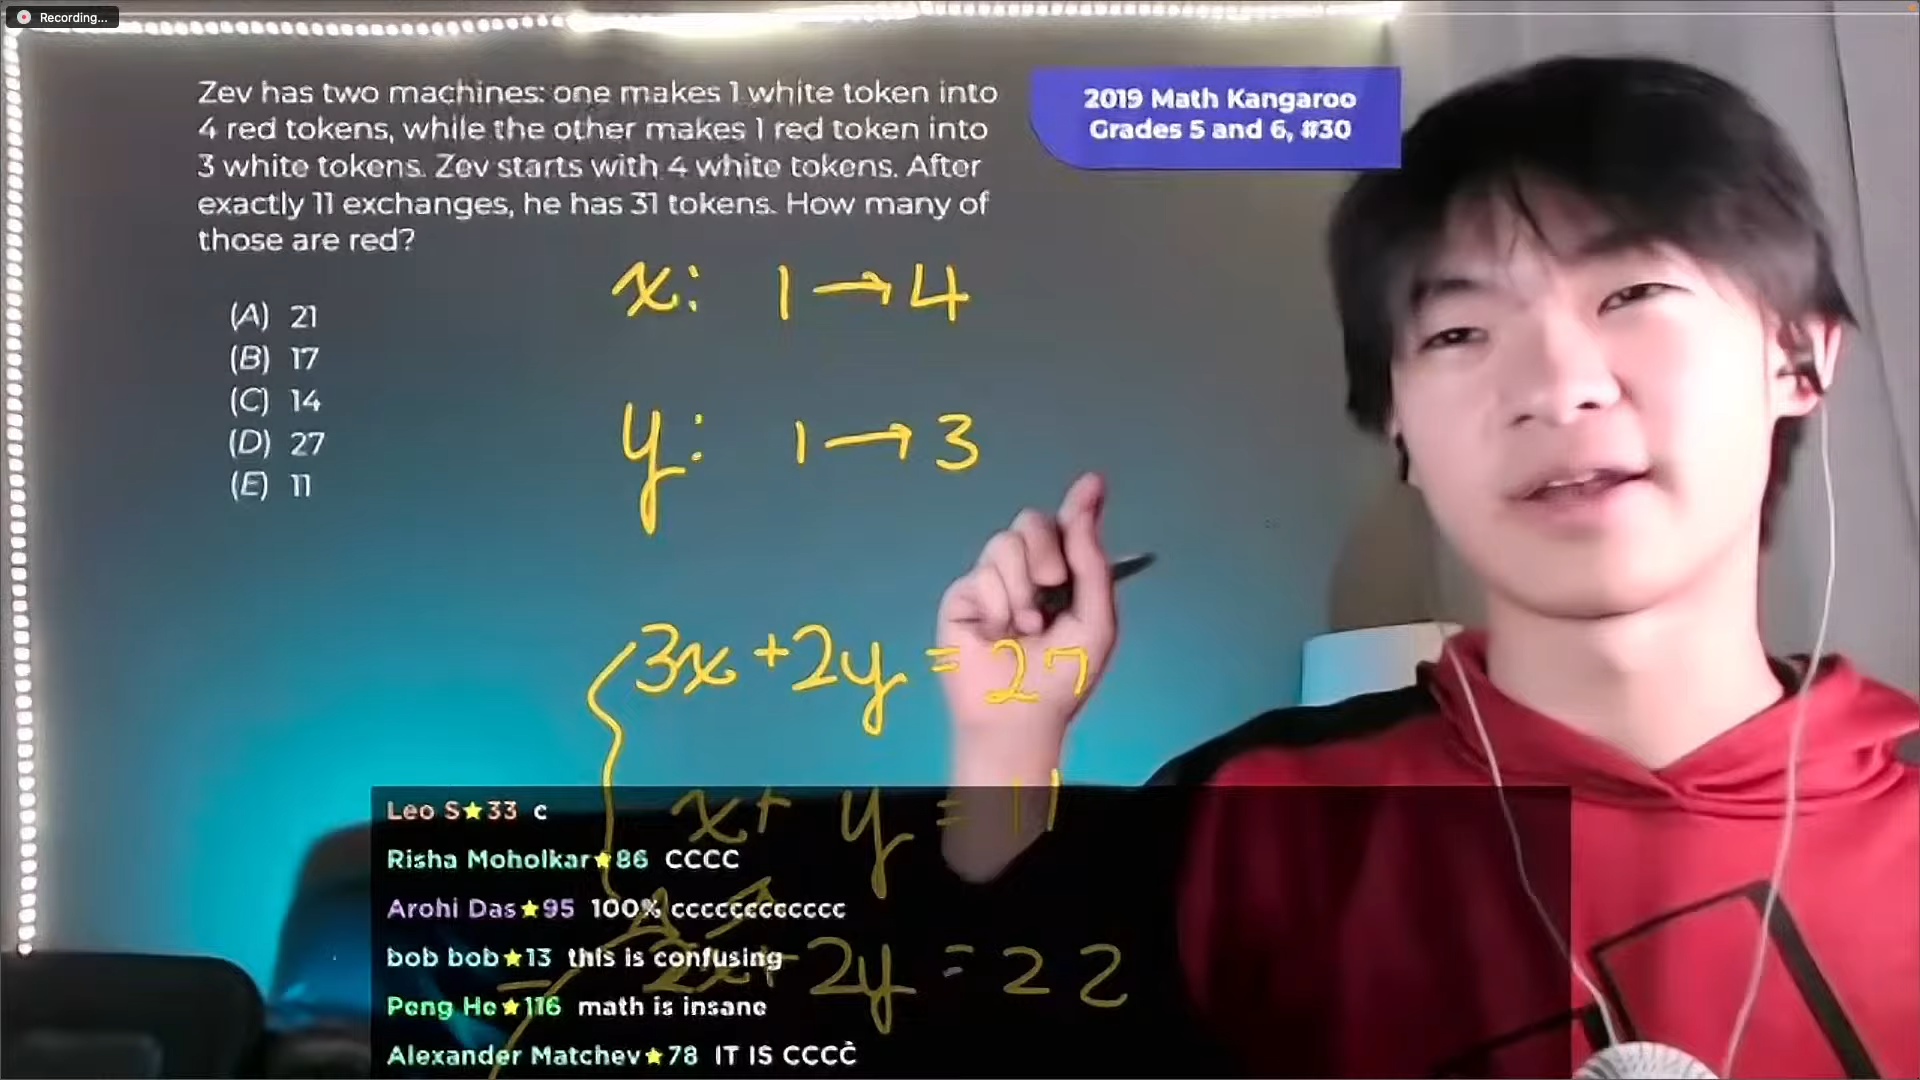 Recording...
Zev has two machines: one makes 1 white token into
4 red tokens, while the other makes 1 red token into
3 white tokens. Zev starts with 4 white tokens. After
exactly 11 exchanges, he has 31 tokens. How many of
those are red?
2019 Math Kangaroo
Grades 5 and 6, #30
(A) 21
(B) 17
(C) 14
(D) 27
(E) 11
x: 1 → 4
y: 1 → 3
3x + 2y = 27
x + y = 11
2x + 2y = 22
Leo S★33 c
Risha Moholkar★86 CCCC
Arohi Das★95 100% cccccccccccc
bob bob★13 this is confusing
Peng He★116 math is insane
Alexander Matchev★78 IT IS CCCC